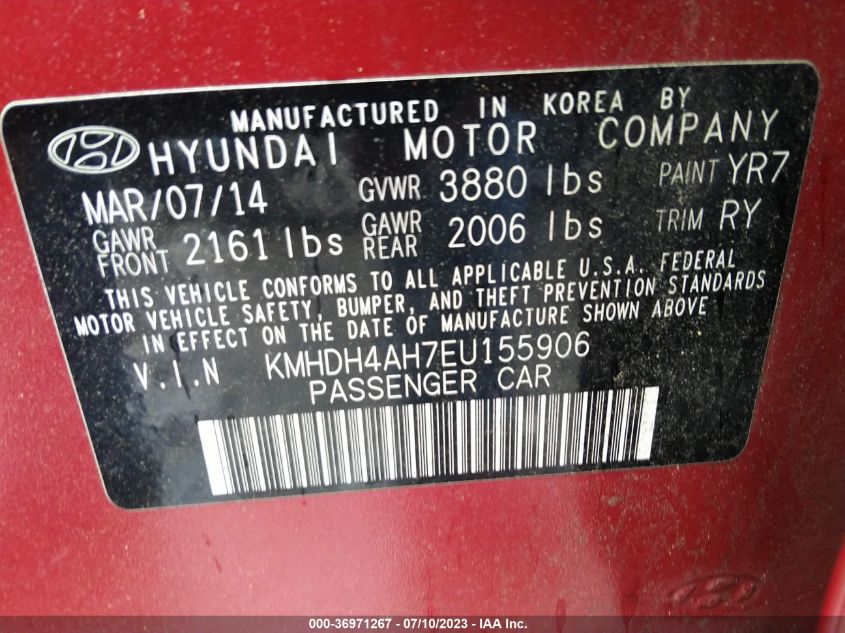 MANUFACTURED IN KOREA BY
HYUNDAI MOTOR COMPANY
MAR/07/14 GVWR 3880 lbs PAINT YR7
GAWR FRONT 2161 lbs GAWR REAR 2006 lbs TRIM RY
THIS VEHICLE CONFORMS TO ALL APPLICABLE U.S.A. FEDERAL
MOTOR VEHICLE SAFETY, BUMPER, AND THEFT PREVENTION STANDARDS
IN EFFECT ON THE DATE OF MANUFACTURE SHOWN ABOVE
V.I.N KMHDH4AH7EU155906
PASSENGER CAR
000-36971267 - 07/10/2023 - IAA Inc.